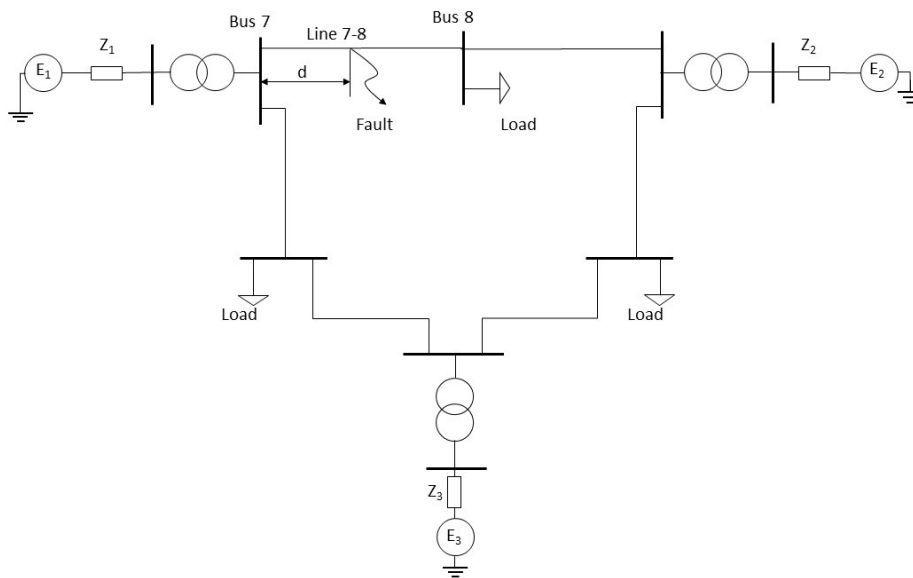 Bus 7
Line 7-8
Bus 8
Z₁
Z₂
E₁
E₂
d
Fault
Load
Load
Load
Z₃
E₃